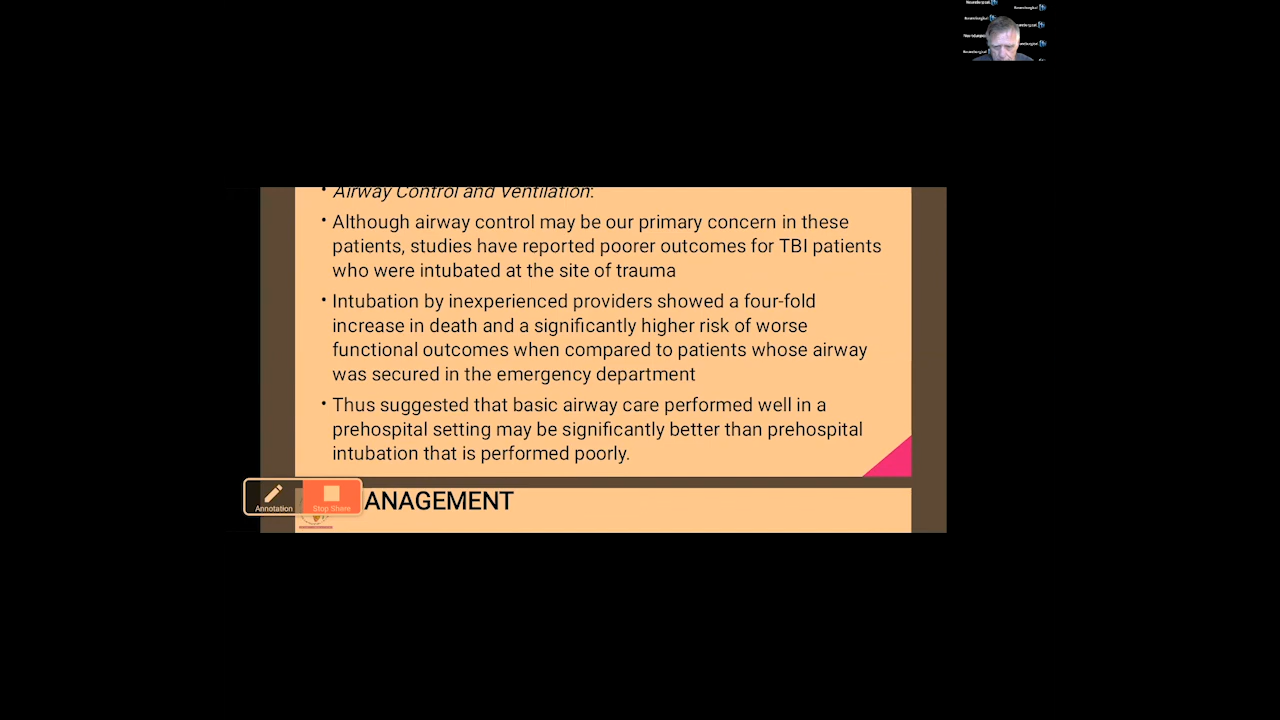 • Airway Control and Ventilation:
• Although airway control may be our primary concern in these
patients, studies have reported poorer outcomes for TBI patients
who were intubated at the site of trauma
• Intubation by inexperienced providers showed a four-fold
increase in death and a significantly higher risk of worse
functional outcomes when compared to patients whose airway
was secured in the emergency department
• Thus suggested that basic airway care performed well in a
prehospital setting may be significantly better than prehospital
intubation that is performed poorly.
Annotation
Stop Share
ANAGEMENT